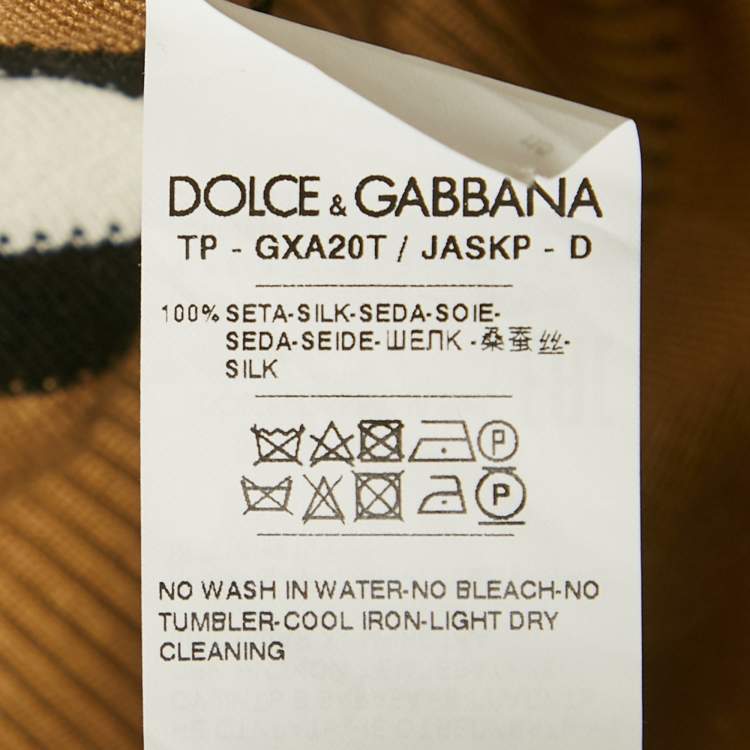 DOLCE & GABBANA
TP - GXA20T / JASKP - D
100% SETA-SILK-SEDA-SOIE-
SEDA-SEIDE-ШЕЛК -桑蚕丝-
SILK
P
P
NO WASH IN WATER-NO BLEACH-NO
TUMBLER-COOL IRON-LIGHT DRY
CLEANING